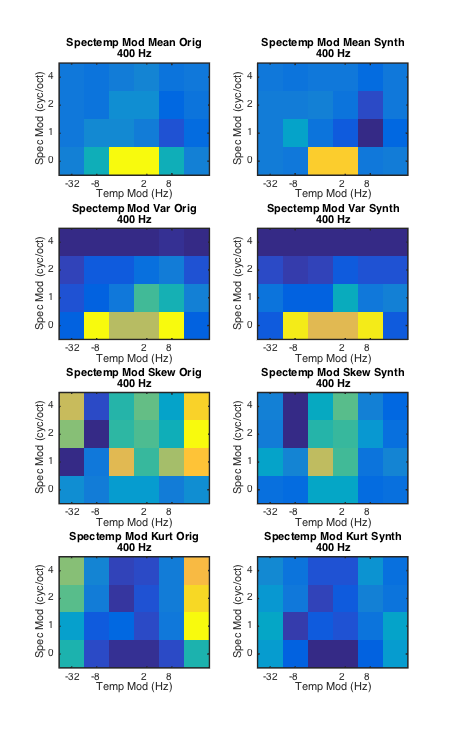 Spectemp Mod Mean Orig
400 Hz
Spec Mod (cyc/oct)
4
2
1
0
-32 -8 2 8
Temp Mod (Hz)
Spectemp Mod Mean Synth
400 Hz
Spec Mod (cyc/oct)
4
2
1
0
-32 -8 2 8
Temp Mod (Hz)
Spectemp Mod Var Orig
400 Hz
Spec Mod (cyc/oct)
4
2
1
0
-32 -8 2 8
Temp Mod (Hz)
Spectemp Mod Var Synth
400 Hz
Spec Mod (cyc/oct)
4
2
1
0
-32 -8 2 8
Temp Mod (Hz)
Spectemp Mod Skew Orig
400 Hz
Spec Mod (cyc/oct)
4
2
1
0
-32 -8 2 8
Temp Mod (Hz)
Spectemp Mod Skew Synth
400 Hz
Spec Mod (cyc/oct)
4
2
1
0
-32 -8 2 8
Temp Mod (Hz)
Spectemp Mod Kurt Orig
400 Hz
Spec Mod (cyc/oct)
4
2
1
0
-32 -8 2 8
Temp Mod (Hz)
Spectemp Mod Kurt Synth
400 Hz
Spec Mod (cyc/oct)
4
2
1
0
-32 -8 2 8
Temp Mod (Hz)